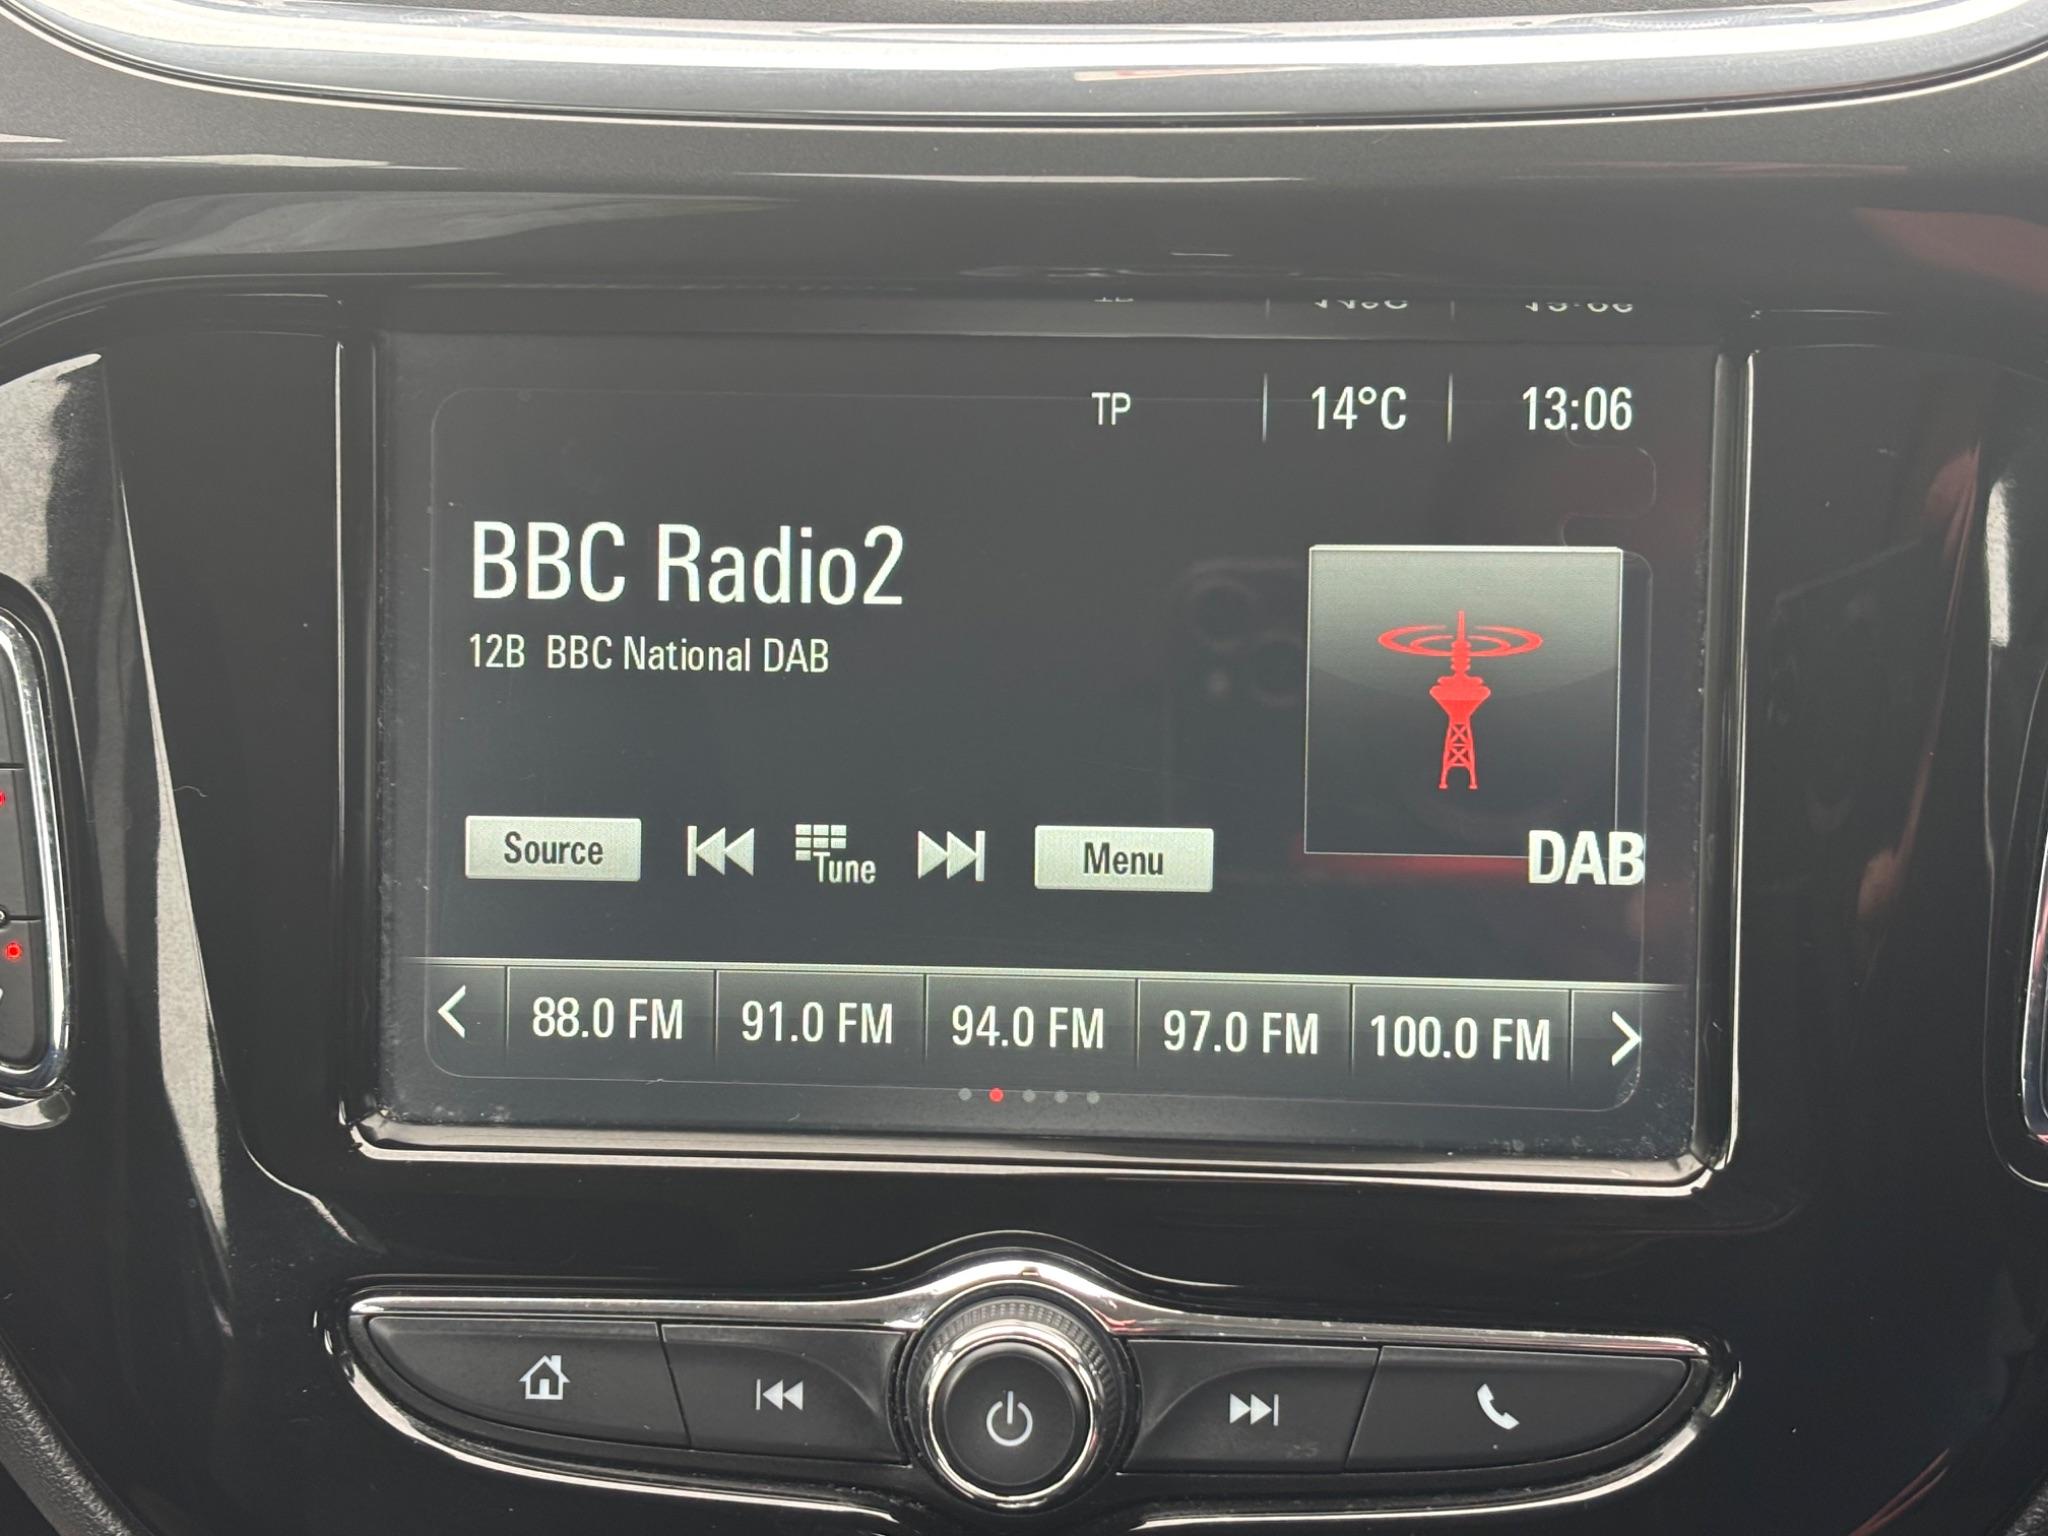 TP 14°C 13:06
BBC Radio2
12B BBC National DAB
Source Tune Menu
DAB
88.0 FM 91.0 FM 94.0 FM 97.0 FM 100.0 FM